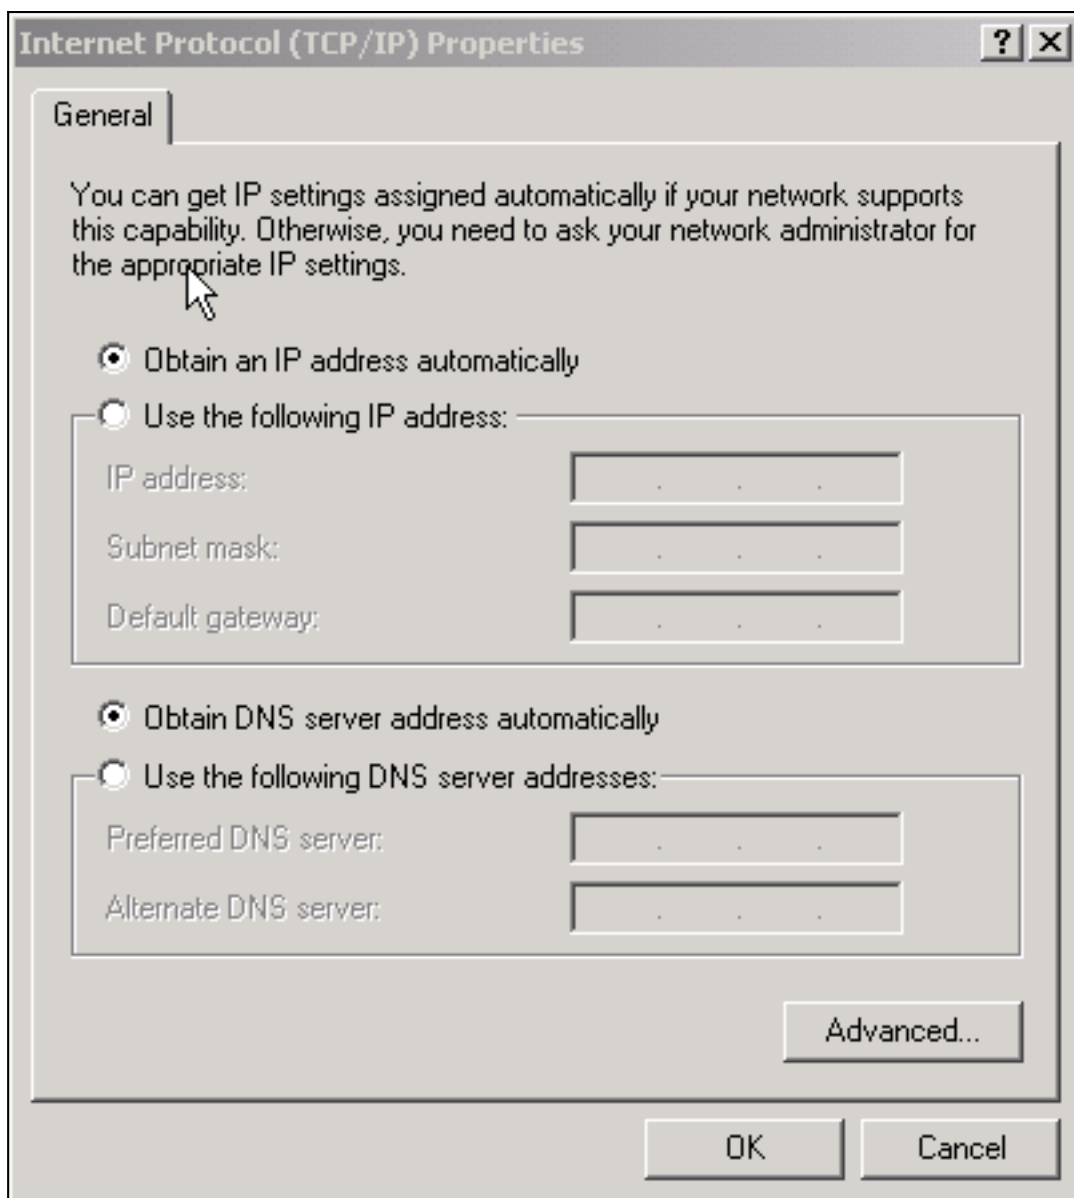 Internet Protocol (TCP/IP) Properties
General
You can get IP settings assigned automatically if your network supports
this capability. Otherwise, you need to ask your network administrator for
the appropriate IP settings.
Obtain an IP address automatically
Use the following IP address:
IP address:
Subnet mask:
Default gateway:
Obtain DNS server address automatically
Use the following DNS server addresses:
Preferred DNS server:
Alternate DNS server:
Advanced...
OK
Cancel